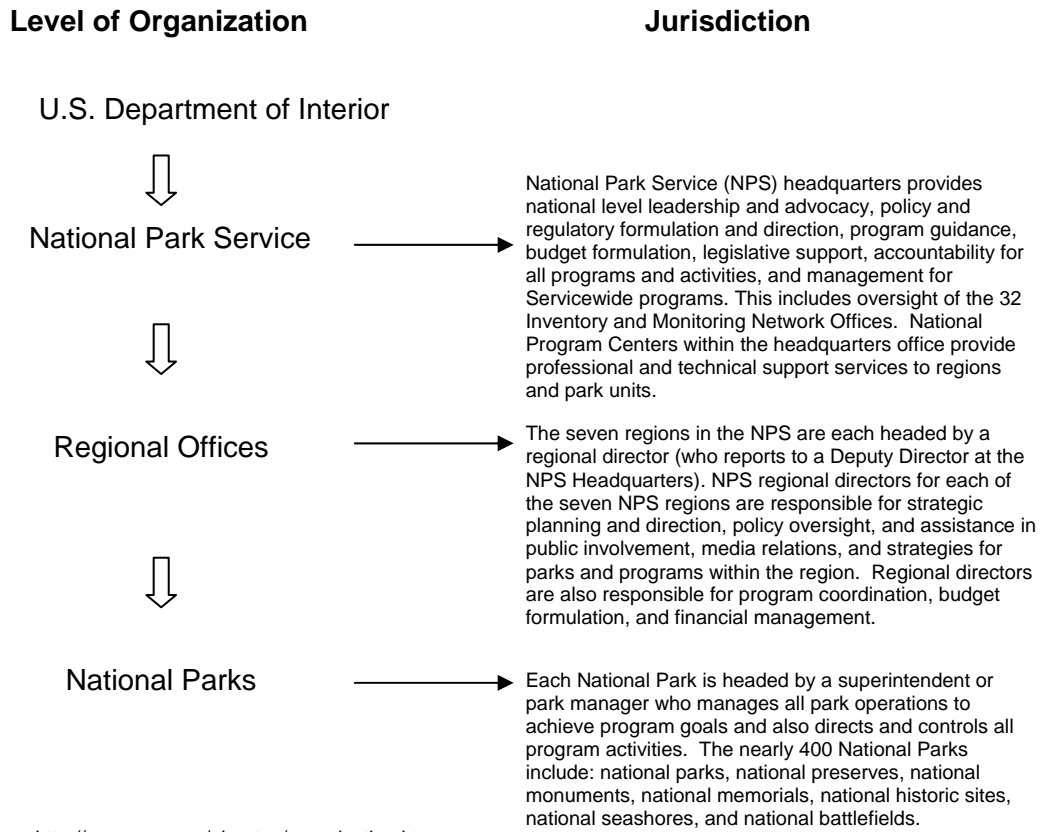 Level of Organization
Jurisdiction
U.S. Department of Interior
National Park Service
National Park Service (NPS) headquarters provides
national level leadership and advocacy, policy and
regulatory formulation and direction, program guidance,
budget formulation, legislative support, accountability for
all programs and activities, and management for
Servicewide programs. This includes oversight of the 32
Inventory and Monitoring Network Offices. National
Program Centers within the headquarters office provide
professional and technical support services to regions
and park units.
Regional Offices
The seven regions in the NPS are each headed by a
regional director (who reports to a Deputy Director at the
NPS Headquarters). NPS regional directors for each of
the seven NPS regions are responsible for strategic
planning and direction, policy oversight, and assistance in
public involvement, media relations, and strategies for
parks and programs within the region. Regional directors
are also responsible for program coordination, budget
formulation, and financial management.
National Parks
Each National Park is headed by a superintendent or
park manager who manages all park operations to
achieve program goals and also directs and controls all
program activities. The nearly 400 National Parks
include: national parks, national preserves, national
monuments, national memorials, national historic sites,
national seashores, and national battlefields.